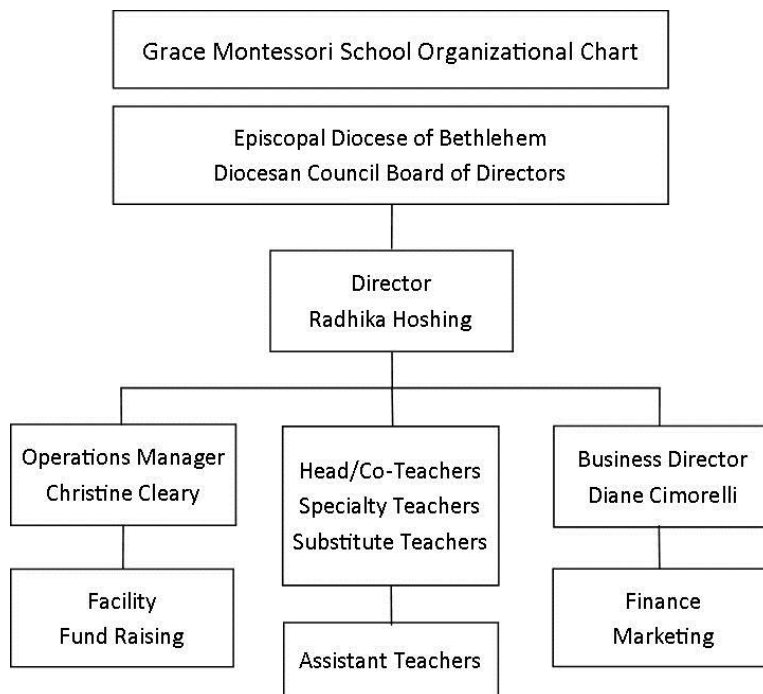 Grace Montessori School Organizational Chart
Episcopal Diocese of Bethlehem
Diocesan Council Board of Directors
Director
Radhika Hoshing
Operations Manager
Christine Cleary
Head/Co-Teachers
Specialty Teachers
Substitute Teachers
Business Director
Diane Cimorelli
Facility
Fund Raising
Assistant Teachers
Finance
Marketing